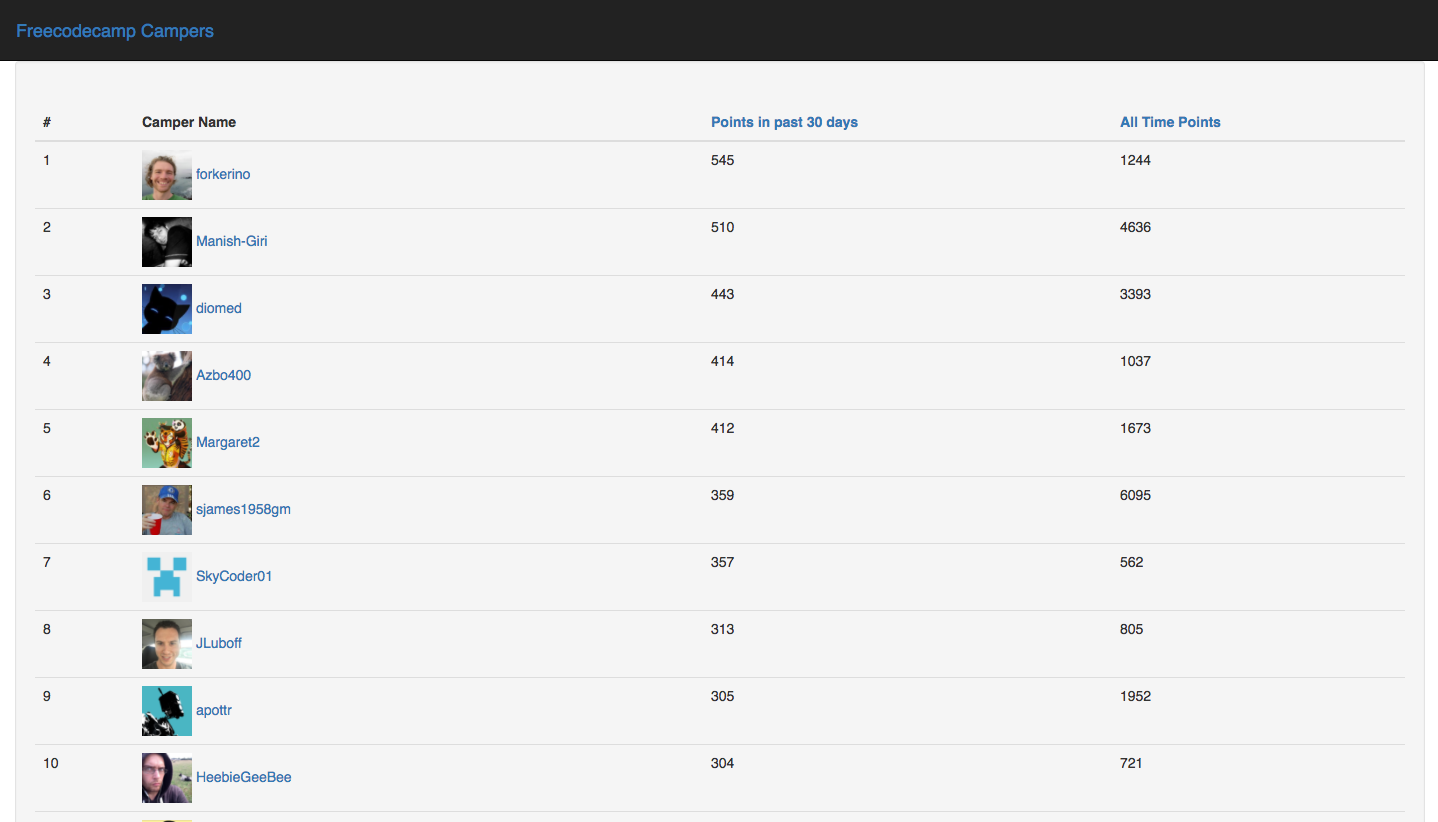 Freecodecamp Campers
# Camper Name Points in past 30 days All Time Points
1 forkerino 545 1244
2 Manish-Giri 510 4636
3 diomed 443 3393
4 Azbo400 414 1037
5 Margaret2 412 1673
6 sjames1958gm 359 6095
7 SkyCoder01 357 562
8 JLuboff 313 805
9 apottr 305 1952
10 HeebieGeeBee 304 721